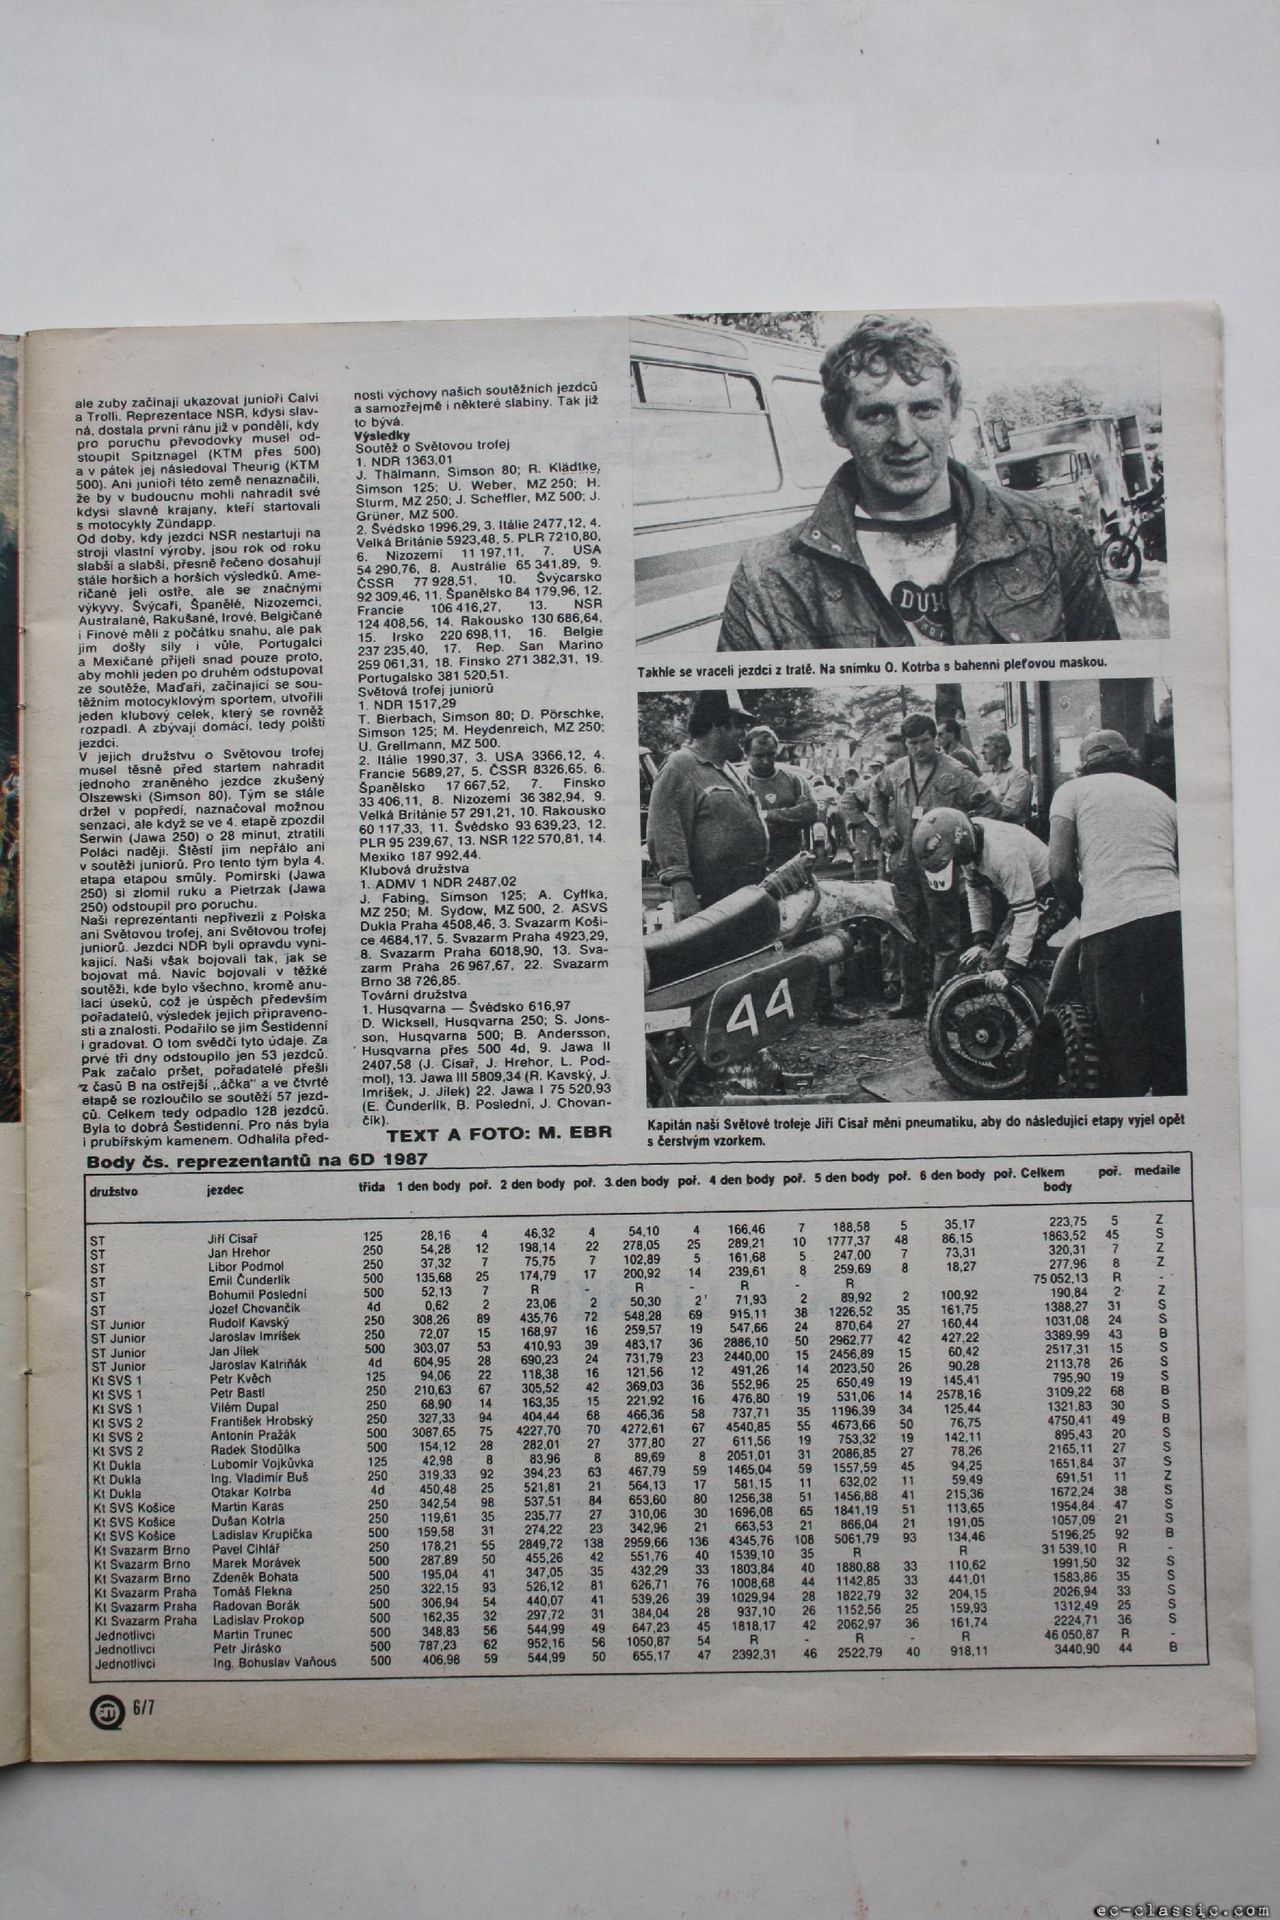 ale zuby začínají ukazovat junioři Calvi
a Trolli. Reprezentace NSR, kdysi slav-
ná, dostala první ránu již v pondělí, kdy
pro poruchu převodovky musel od-
stoupit Spitznagel (KTM přes 500)
a v pátek jej následoval Theurig (KTM
500). Ani junioři této země nenaznačili,
že by v budoucnu mohli nahradit své
kdysi slavné krajany, kteří startovali
s motocykly Zündapp.
Od doby, kdy jezdci NSR nestartují na
stroji vlastní výroby, jsou rok od roku
slabší a slabší, přesně řečeno dosahují
stále horších a horších výsledků. Ame-
ričané jeli ostře, ale se značnými
výkyvy. Švýcaři, Španělé, Nizozemci,
Australané, Rakušané, Irové, Belgičané
i Finové měli z počátku snahu, ale pak
jim došly síly i vůle, Portugalci
a Mexičané přijeli snad pouze proto,
aby mohli jeden po druhém odstupovat
ze soutěže, Maďaři, začínající se sou-
těžním motocyklovým sportem, utvořili
jeden klubový celek, který se rovněž
rozpadl. A zbývají domácí, tedy polští
jezdci.
V jejich družstvu o Světovou trofej
musel těsně před startem nahradit
jednoho zraněného jezdce zkušený
Olszewski (Simson 80). Tým se stále
držel v popředí, naznačoval možnou
senzaci, ale když se ve 4. etapě zpozdil
Serwin (Jawa 250) o 28 minut, ztratili
Poláci naději. Štěstí jim nepřálo ani
v soutěži juniorů. Pro tento tým byla 4.
etapa etapou smůly. Pomirski (Jawa
250) si zlomil ruku a Pietrzak (Jawa
250) odstoupil pro poruchu.
Naši reprezentanti nepřivezli z Polska
ani Světovou trofej, ani Světovou trofej
juniorů. Jezdci NDR byli opravdu vyni-
kající. Naši však bojovali tak, jak se
bojovat má. Navíc bojovali v těžké
soutěži, kde bylo všechno, kromě anu-
lací úseků, což je úspěch především
pořadatelů, výsledek jejich připraveno-
sti a znalosti. Podařilo se jim Šestidenní
i gradovat. O tom svědčí tyto údaje. Za
prvé tři dny odstoupilo jen 53 jezdců.
Pak začalo pršet, pořadatelé přešli
z časů B na ostřejší „áčka" a ve čtvrté
etapě se rozloučilo se soutěží 57 jezd-
ců. Celkem tedy odpadlo 128 jezdců.
Byla to dobrá Šestidenní. Pro nás byla
i prubířským kamenem. Odhalila před-
nosti výchovy našich soutěžních jezdců
a samozřejmě i některé slabiny. Tak již
to bývá.
Výsledky
Soutěž o Světovou trofej
1. NDR 1363,01
J. Thälmann, Simson 80; R. Klädtke,
Simson 125; U. Weber, MZ 250; H.
Sturm, MZ 250; J. Scheffler, MZ 500; J.
Grüner, MZ 500.
2. Švédsko 1996,29, 3. Itálie 2477,12, 4.
Velká Británie 5923,48, 5. PLR 7210,80,
6. Nizozemí 11 197,11, 7. USA
54 290,76, 8. Austrálie 65 341,89, 9.
ČSSR 77 928,51, 10. Švýcarsko
92 309,46, 11. Španělsko 84 179,96, 12.
Francie 106 416,27, 13. NSR
124 408,56, 14. Rakousko 130 686,64,
15. Irsko 220 698,11, 16. Belgie
237 235,40, 17. Rep. San Marino
259 061,31, 18. Finsko 271 382,31, 19.
Portugalsko 381 520,51.
Světová trofej juniorů
1. NDR 1517,29
T. Bierbach, Simson 80; D. Pörschke,
Simson 125; M. Heydenreich, MZ 250;
U. Grellmann, MZ 500.
2. Itálie 1990,37, 3. USA 3366,12, 4.
Francie 5689,27, 5. ČSSR 8326,65, 6.
Španělsko 17 667,52, 7. Finsko
33 406,11, 8. Nizozemí 36 382,94, 9.
Velká Británie 57 291,21, 10. Rakousko
60 117,33, 11. Švédsko 93 639,23, 12.
PLR 95 239,67, 13. NSR 122 570,81, 14.
Mexiko 187 992,44.
Klubová družstva
1. ADMV 1 NDR 2487,02
J. Fabing, Simson 125; A. Cyffka,
MZ 250; M. Sydow, MZ 500, 2. ASVS
Dukla Praha 4508,46, 3. Svazarm Koši-
ce 4684,17, 5. Svazarm Praha 4923,29,
8. Svazarm Praha 6018,90, 13. Sva-
zarm Praha 26 967,67, 22. Svazarm
Brno 38 726,85.
Tovární družstva
1. Husqvarna — Švédsko 616,97
D. Wicksell, Husqvarna 250; S. Jons-
son, Husqvarna 500; B. Andersson,
Husqvarna přes 500 4d, 9. Jawa II
2407,58 (J. Císař, J. Hrehor, L. Pod-
mol), 13. Jawa III 5809,34 (R. Kavský, J.
Imríšek, J. Jílek) 22. Jawa I 75 520,93
(E. Čunderlík, B. Poslední, J. Chovan-
čík).
TEXT A FOTO: M. EBR
DUK
Takhle se vraceli jezdci z tratě. Na snímku O. Kotrba s bahenní pleťovou maskou.
44
Kapitán naší Světové trofeje Jiří Císař mění pneumatiku, aby do následující etapy vyjel opět
s čerstvým vzorkem.
Body čs. reprezentantů na 6D 1987
družstvo jezdec třída 1 den body poř. 2 den body poř. 3 den body poř. 4 den body poř. 5 den body poř. 6 den body poř. Celkem body poř. medaile
ST Jiří Císař 125 28,16 4 46,32 4 54,10 4 166,46 7 188,58 5 35,17 223,75 5 Z
ST Jan Hrehor 250 54,28 12 198,14 22 278,05 25 289,21 10 1777,37 48 86,15 1863,52 45 S
ST Libor Podmol 250 37,32 7 75,75 7 102,89 5 161,68 5 247,00 7 73,31 320,31 7 Z
ST Emil Čunderlík 500 135,68 25 174,79 17 200,92 14 239,61 8 259,69 8 18,27 277,96 8 Z
ST Bohumil Poslední 500 52,13 7 R - R - R - R 75 052,13 R -
ST Jozef Chovančík 4d 0,62 2 23,06 2 50,30 2 71,93 2 89,92 2 100,92 190,84 2 Z
ST Junior Rudolf Kavský 250 308,26 89 435,76 72 548,28 69 915,11 38 1226,52 35 161,75 1388,27 31 S
ST Junior Jaroslav Imríšek 250 72,07 15 168,97 16 259,57 19 547,66 24 870,64 27 160,44 1031,08 24 S
ST Junior Jan Jílek 500 303,07 53 410,93 39 483,17 36 2886,10 50 2962,77 42 427,22 3389,99 43 B
ST Junior Jaroslav Katriňák 4d 604,95 28 690,23 24 731,79 23 2440,00 15 2456,89 15 60,42 2517,31 15 S
Kt SVS 1 Petr Kvěch 125 94,06 22 118,38 16 121,56 12 491,26 14 2023,50 26 90,28 2113,78 26 S
Kt SVS 1 Petr Bastl 250 210,63 67 305,52 42 369,03 36 552,96 25 650,49 19 145,41 795,90 19 S
Kt SVS 1 Vilém Dupal 250 68,90 14 163,35 15 221,92 16 476,80 19 531,06 14 2578,16 3109,22 68 B
Kt SVS 2 František Hrobský 250 327,33 94 404,44 68 466,36 58 737,71 35 1196,39 34 125,44 1321,83 30 S
Kt SVS 2 Antonín Pražák 500 3087,65 75 4227,70 70 4272,61 67 4540,85 55 4673,66 50 76,75 4750,41 49 B
Kt SVS 2 Radek Stodůlka 500 154,12 28 282,01 27 377,80 27 611,56 19 753,32 19 142,11 895,43 20 S
Kt Dukla Lubomír Vojkůvka 125 42,98 8 83,96 8 89,69 8 2051,01 31 2086,85 27 78,26 2165,11 27 S
Kt Dukla Ing. Vladimír Buš 250 319,33 92 394,23 63 467,79 59 1465,04 59 1557,59 45 94,25 1651,84 37 S
Kt Dukla Otakar Kotrba 4d 450,48 25 521,81 21 564,13 17 581,15 11 632,02 11 59,49 691,51 11 Z
Kt SVS Košice Martin Karas 250 342,54 98 537,51 84 653,60 80 1256,38 51 1456,88 41 215,36 1672,24 38 S
Kt SVS Košice Dušan Kotria 250 119,61 35 235,77 27 310,06 30 1696,08 65 1841,19 51 113,65 1954,84 47 S
Kt SVS Košice Ladislav Krupička 500 159,58 31 274,22 23 342,96 21 663,53 21 866,04 21 191,05 1057,09 21 S
Kt Svazarm Brno Pavel Cihlář 250 178,21 55 2849,72 138 2959,66 136 4345,76 108 5061,79 93 134,46 5196,25 92 B
Kt Svazarm Brno Marek Morávek 500 287,89 50 455,26 42 551,76 40 1539,10 35 R R 31 539,10 R -
Kt Svazarm Brno Zdeněk Bohata 500 195,04 41 347,05 35 432,29 33 1803,84 40 1880,88 33 110,62 1991,50 32 S
Kt Svazarm Praha Tomáš Flekna 250 322,15 93 526,12 81 626,71 76 1008,68 44 1142,85 33 441,01 1583,86 35 S
Kt Svazarm Praha Radovan Borák 500 306,94 54 440,07 41 539,26 39 1029,94 28 1822,79 32 204,15 2026,94 33 S
Kt Svazarm Praha Ladislav Prokop 500 162,35 32 297,72 31 384,04 28 937,10 26 1152,56 25 159,93 1312,49 25 S
Jednotlivci Martin Trunec 500 348,83 56 544,99 49 647,23 45 1818,17 42 2062,97 36 161,74 2224,71 36 S
Jednotlivci Petr Jirásko 500 787,23 62 952,16 56 1050,87 54 R - R - R 46 050,87 R -
Jednotlivci Ing. Bohuslav Vaňous 500 406,98 59 544,99 50 655,17 47 2392,31 46 2522,79 40 918,11 3440,90 44 B
6/7
ec-classic.com